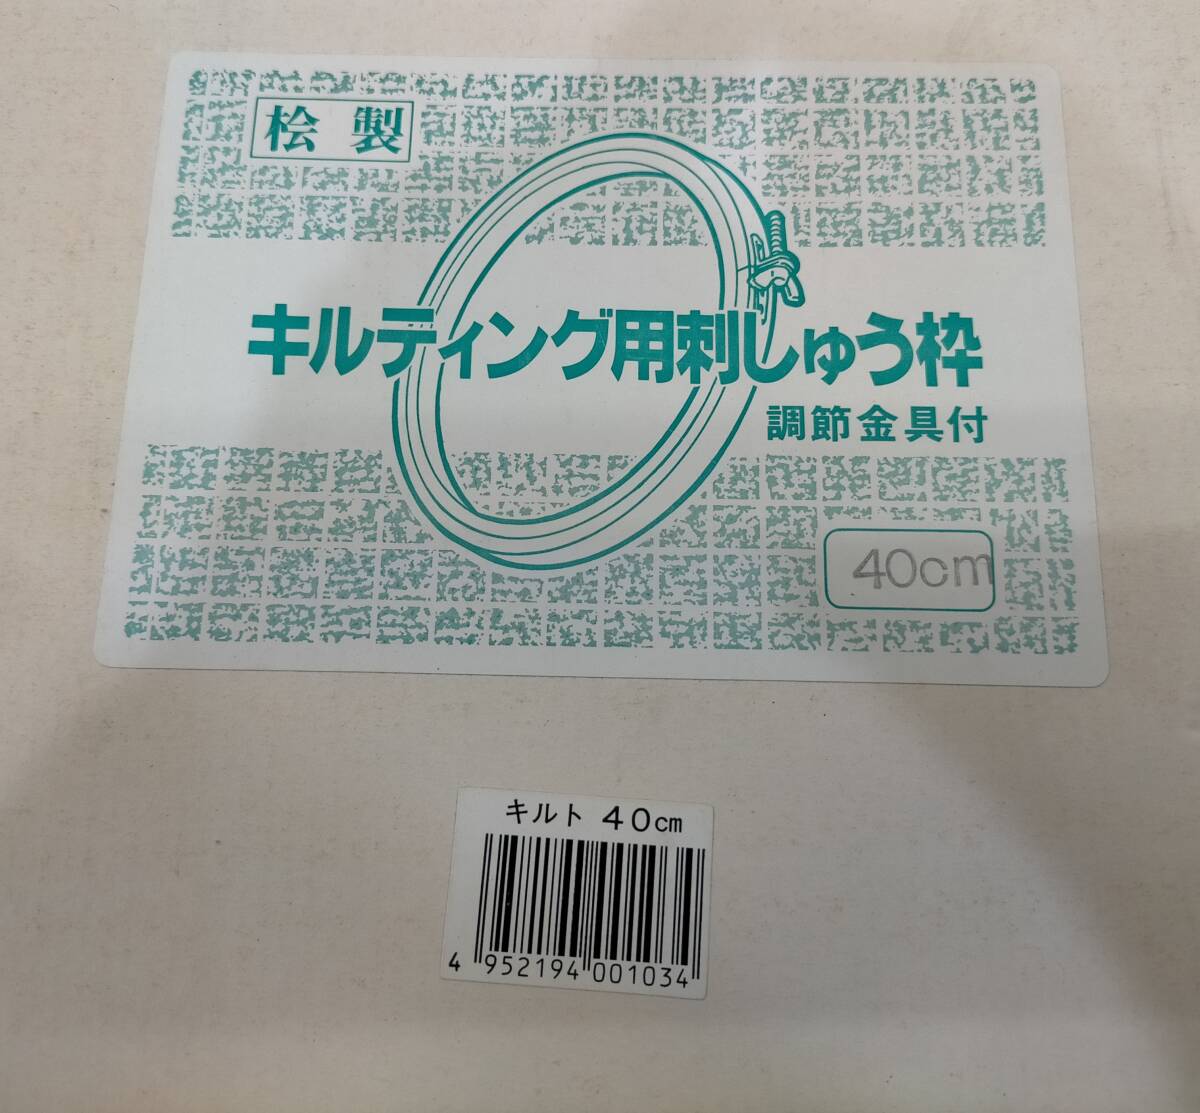 桧製
キルティング用刺しゅう枠
調節金具付
40cm
キルト 40cm
4 952194 001034